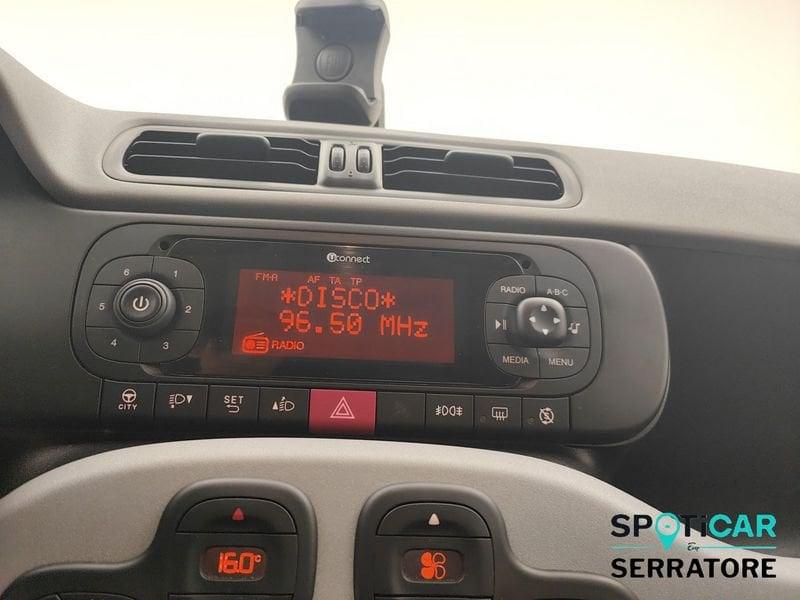 Uconnect
FM-A AF TA TP
*DISCO*
96.50 MHz
RADIO
6 1
5 2
4 3
RADIO A-B-C
MEDIA MENU
CITY
SET
16.0°
SPOTiCAR
By
SERRATORE